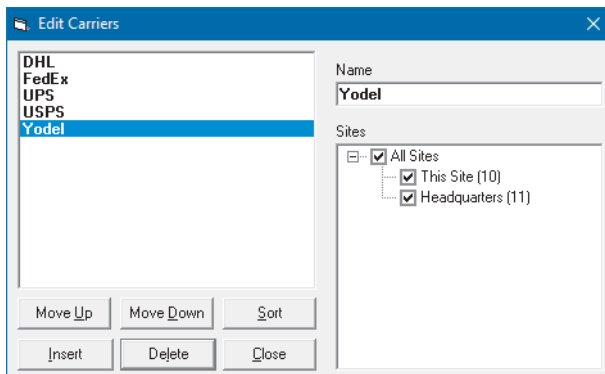 Edit Carriers
DHL
FedEx
UPS
USPS
Yodel
Name
Yodel
Sites
All Sites
This Site (10)
Headquarters (11)
Move Up
Move Down
Sort
Insert
Delete
Close